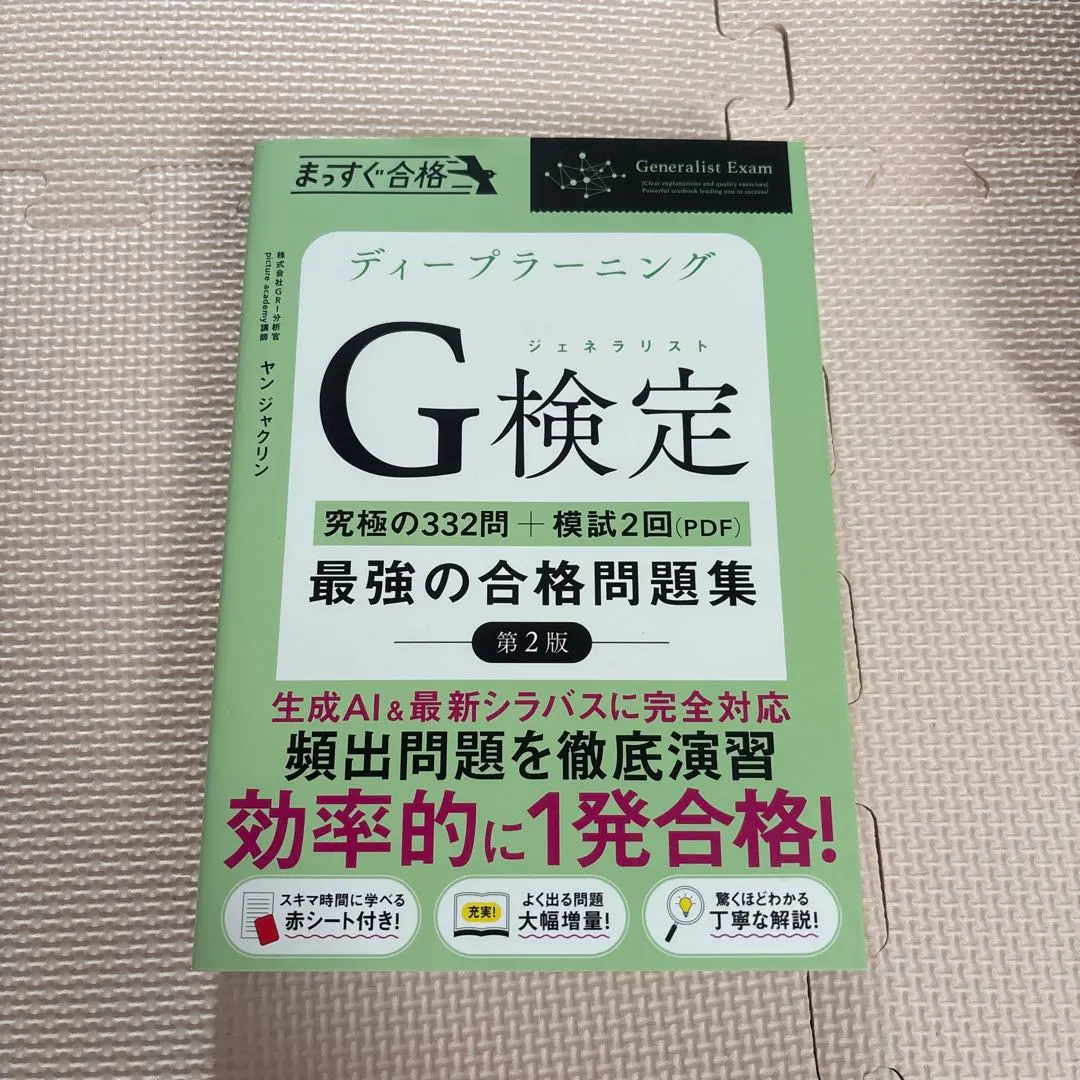 まっすぐ合格
Generalist Exam
[Clear explanations and quality exercises]
Powerful textbook leading you to success!
株式会社GRI分析官
picture academy講師
ヤン ジャクリン
ディープラーニング
ジェネラリスト
G検定
究極の332問+模試2回(PDF)
最強の合格問題集
第2版
生成AI&最新シラバスに完全対応
頻出問題を徹底演習
効率的に1発合格!
スキマ時間に学べる
赤シート付き!
充実!
よく出る問題
大幅増量!
驚くほどわかる
丁寧な解説!